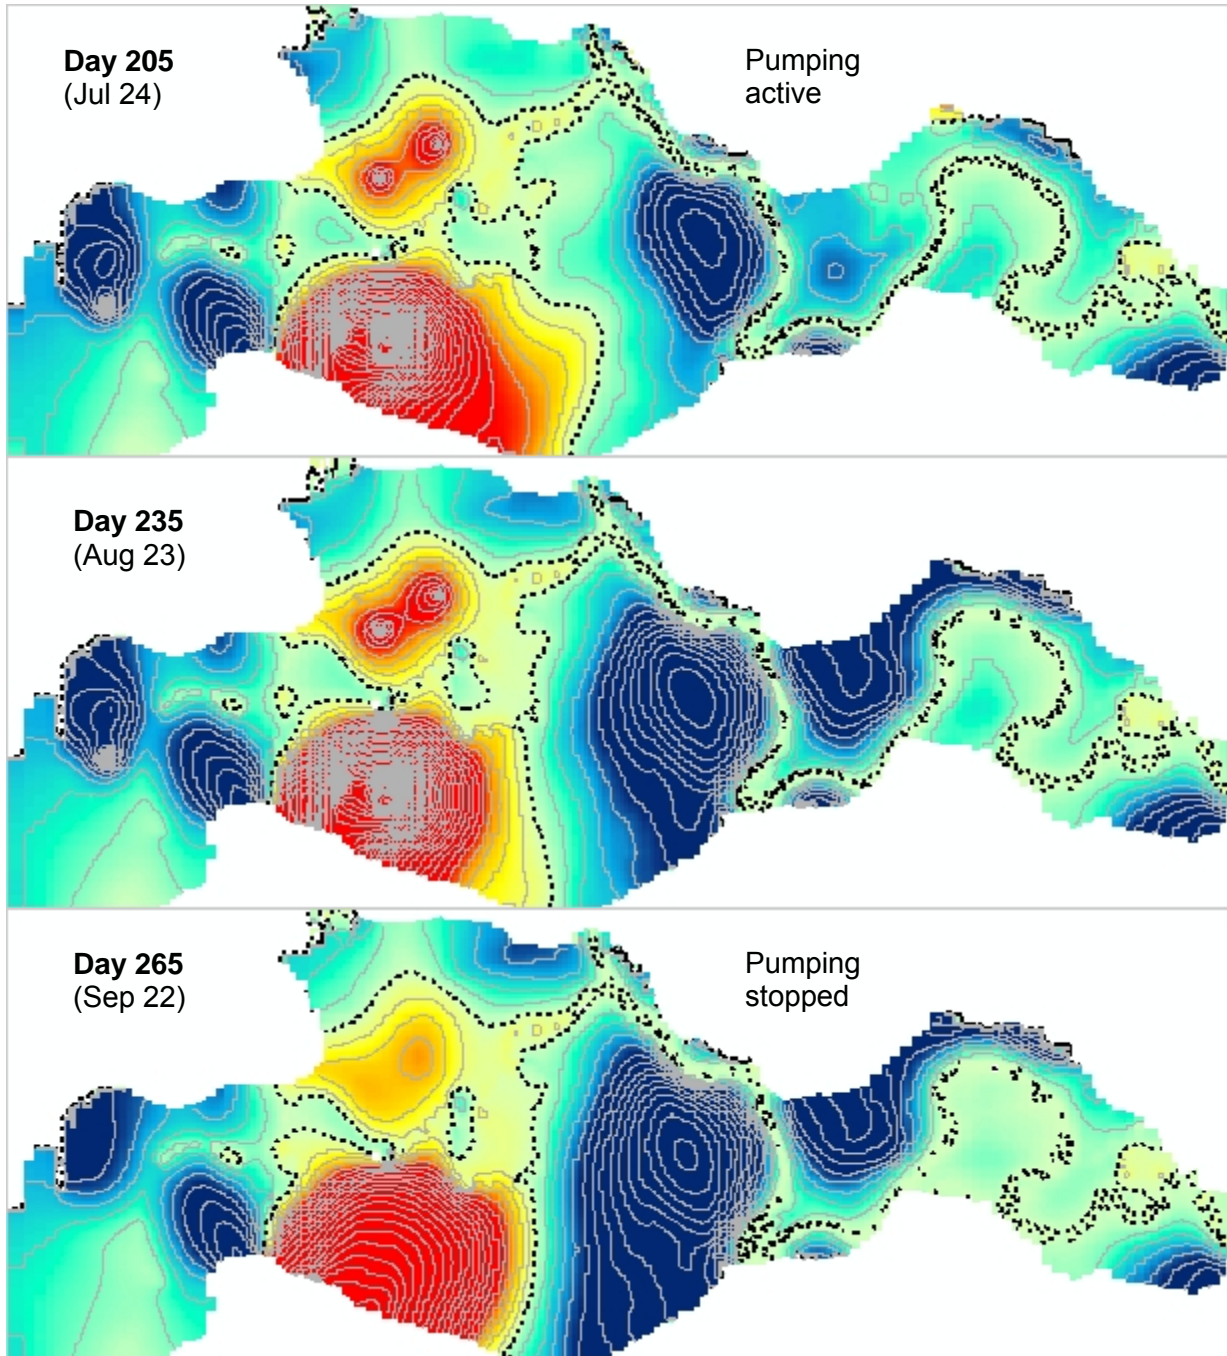 Day 205
(Jul 24)
Pumping
active
Day 235
(Aug 23)
Day 265
(Sep 22)
Pumping
stopped